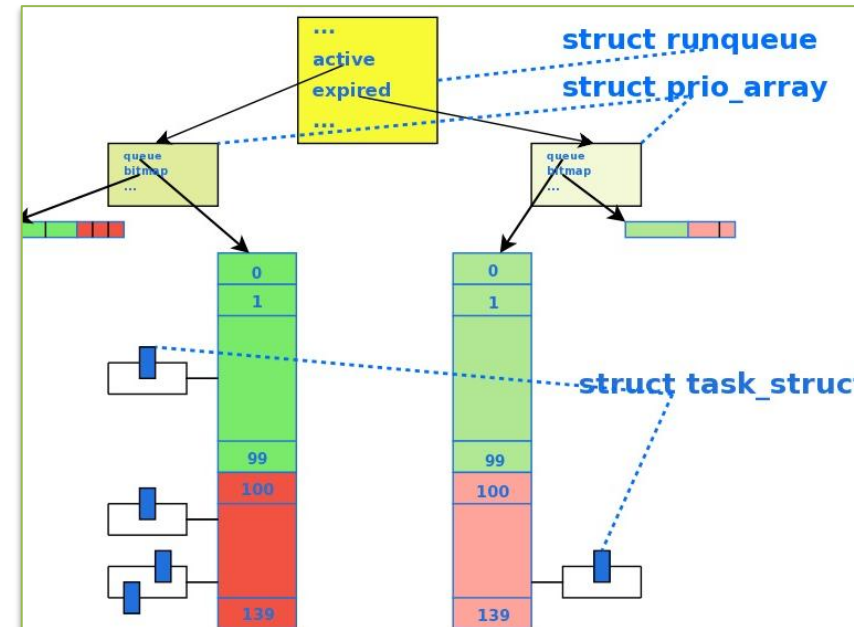 ...
active
expired
...
struct runqueue
struct prio_array
queue
bitmap
...
queue
bitmap
...
0
1
99
100
139
0
1
99
100
139
struct task_struct